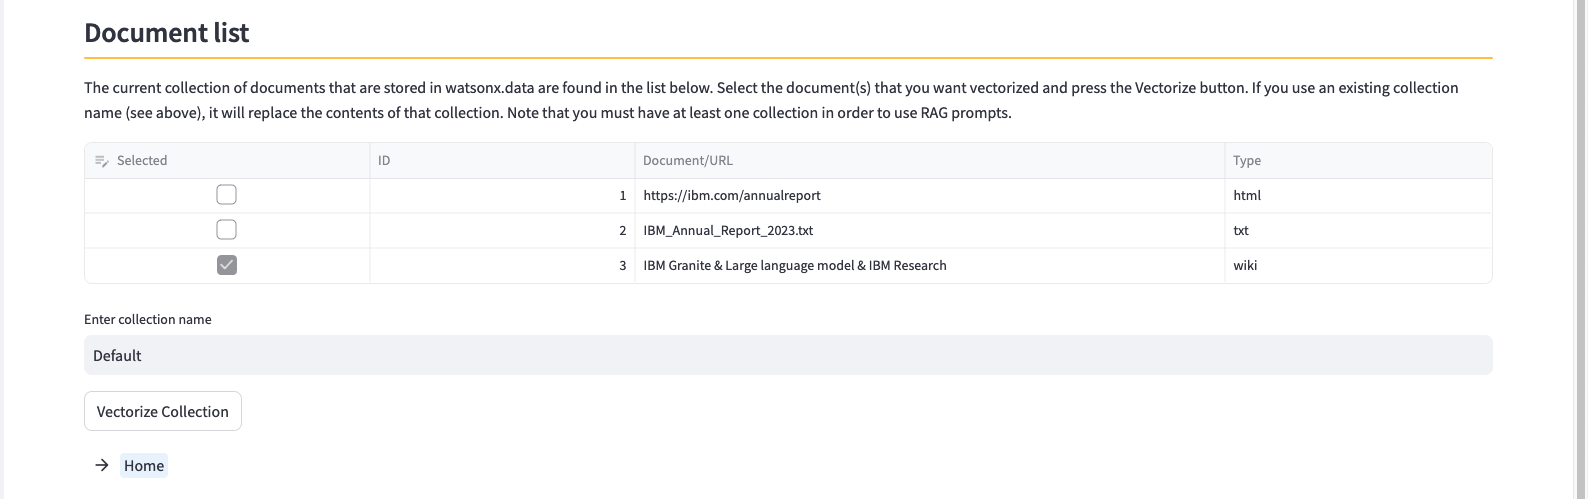 Document list
The current collection of documents that are stored in watsonx.data are found in the list below. Select the document(s) that you want vectorized and press the Vectorize button. If you use an existing collection
name (see above), it will replace the contents of that collection. Note that you must have at least one collection in order to use RAG prompts.
Selected ID Document/URL Type
1 https://ibm.com/annualreport html
2 IBM_Annual_Report_2023.txt txt
3 IBM Granite & Large language model & IBM Research wiki
Enter collection name
Default
Vectorize Collection
→ Home